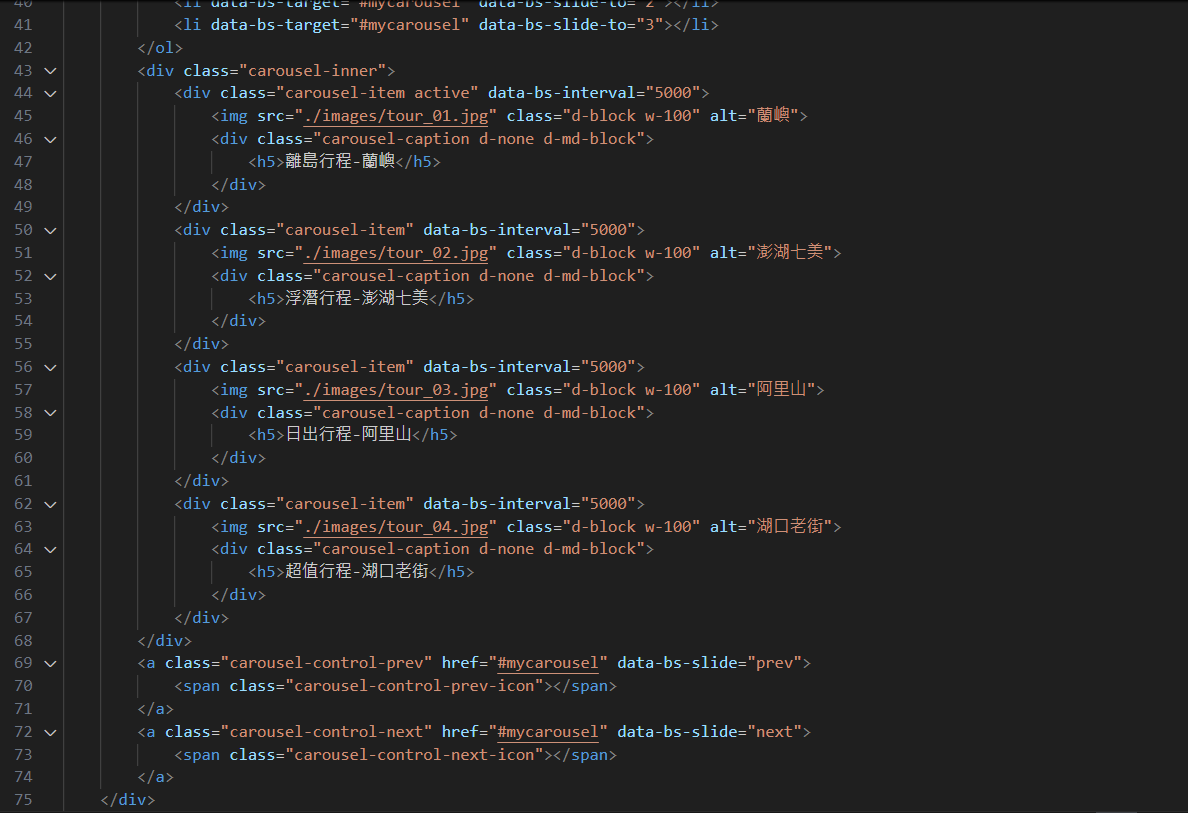 40 <li data-bs-target="#mycarousel" data-bs-slide-to="2"></li>
41 <li data-bs-target="#mycarousel" data-bs-slide-to="3"></li>
42 </ol>
43 <div class="carousel-inner">
44 <div class="carousel-item active" data-bs-interval="5000">
45 <img src="./images/tour_01.jpg" class="d-block w-100" alt="蘭嶼">
46 <div class="carousel-caption d-none d-md-block">
47 <h5>離島行程-蘭嶼</h5>
48 </div>
49 </div>
50 <div class="carousel-item" data-bs-interval="5000">
51 <img src="./images/tour_02.jpg" class="d-block w-100" alt="澎湖七美">
52 <div class="carousel-caption d-none d-md-block">
53 <h5>浮潛行程-澎湖七美</h5>
54 </div>
55 </div>
56 <div class="carousel-item" data-bs-interval="5000">
57 <img src="./images/tour_03.jpg" class="d-block w-100" alt="阿里山">
58 <div class="carousel-caption d-none d-md-block">
59 <h5>日出行程-阿里山</h5>
60 </div>
61 </div>
62 <div class="carousel-item" data-bs-interval="5000">
63 <img src="./images/tour_04.jpg" class="d-block w-100" alt="湖口老街">
64 <div class="carousel-caption d-none d-md-block">
65 <h5>超值行程-湖口老街</h5>
66 </div>
67 </div>
68 </div>
69 <a class="carousel-control-prev" href="#mycarousel" data-bs-slide="prev">
70 <span class="carousel-control-prev-icon"></span>
71 </a>
72 <a class="carousel-control-next" href="#mycarousel" data-bs-slide="next">
73 <span class="carousel-control-next-icon"></span>
74 </a>
75 </div>